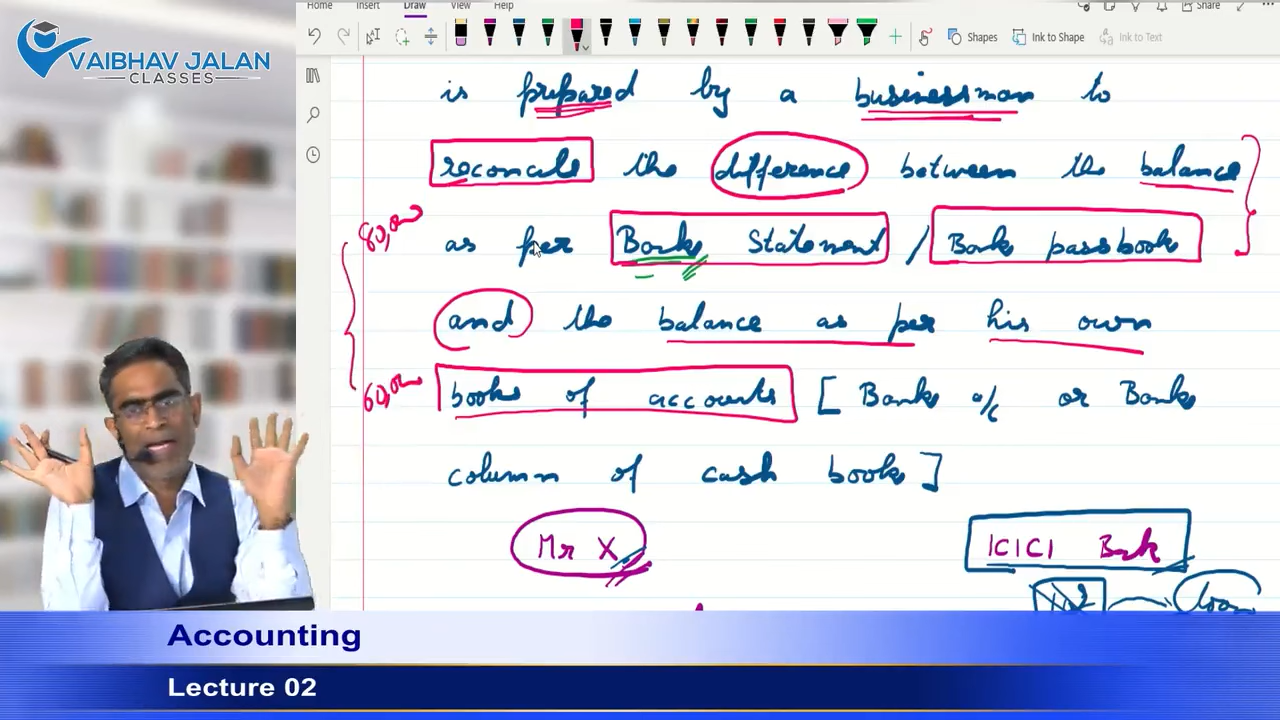 Home Insert Draw View Help Share
VAIBHAV JALAN
CLASSES
Shapes Ink to Shape Ink to Text
is prepared by a businessman to
reconcile the difference between the balance
80,000
as per Bank Statement / Bank passbook
and the balance as per his own
60,000
books of accounts [ Bank a/c or Bank
column of cash book ]
Mr X ICICI Bank
loan
Accounting
Lecture 02